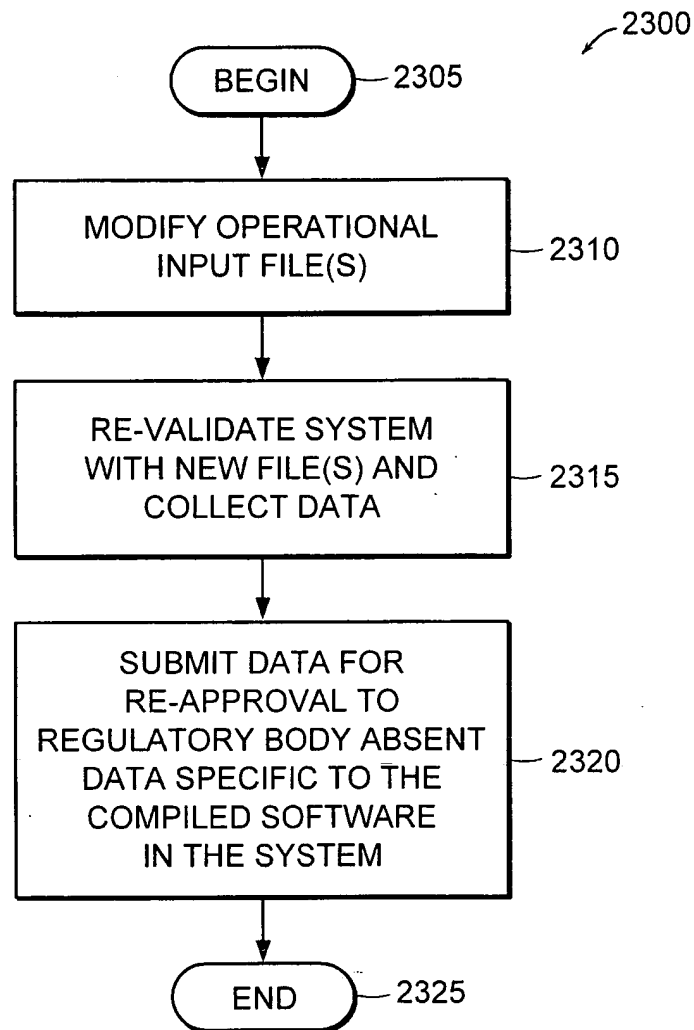 2300
BEGIN
2305
MODIFY OPERATIONAL
INPUT FILE(S)
2310
RE-VALIDATE SYSTEM
WITH NEW FILE(S) AND
COLLECT DATA
2315
SUBMIT DATA FOR
RE-APPROVAL TO
REGULATORY BODY ABSENT
DATA SPECIFIC TO THE
COMPILED SOFTWARE
IN THE SYSTEM
2320
END
2325